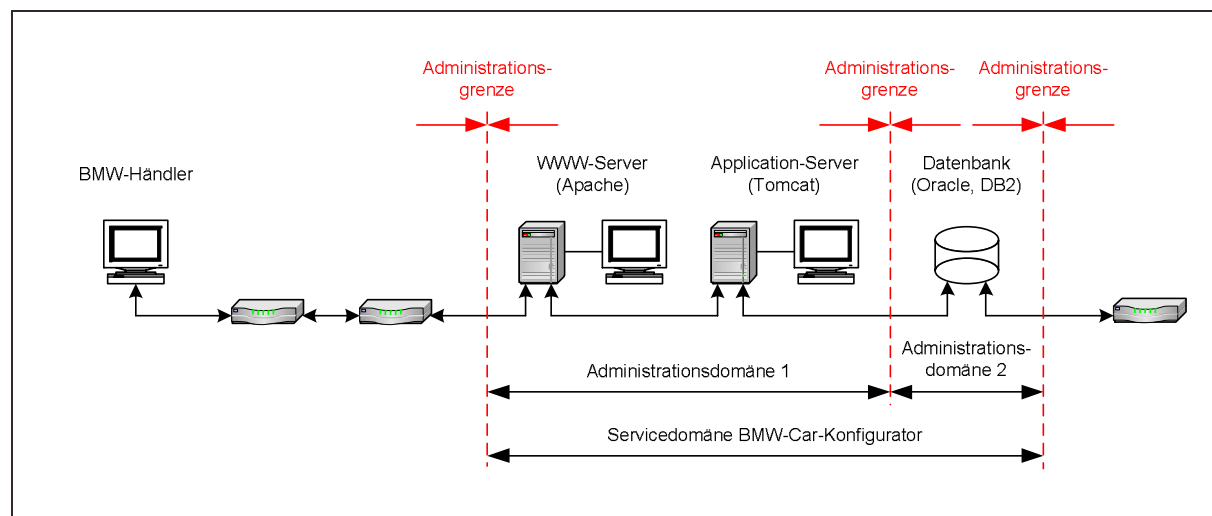 Administrations-
grenze
Administrations-
grenze
Administrations-
grenze
BMW-Händler
WWW-Server
(Apache)
Application-Server
(Tomcat)
Datenbank
(Oracle, DB2)
Administrationsdomäne 1
Administrations-
domäne 2
Servicedomäne BMW-Car-Konfigurator